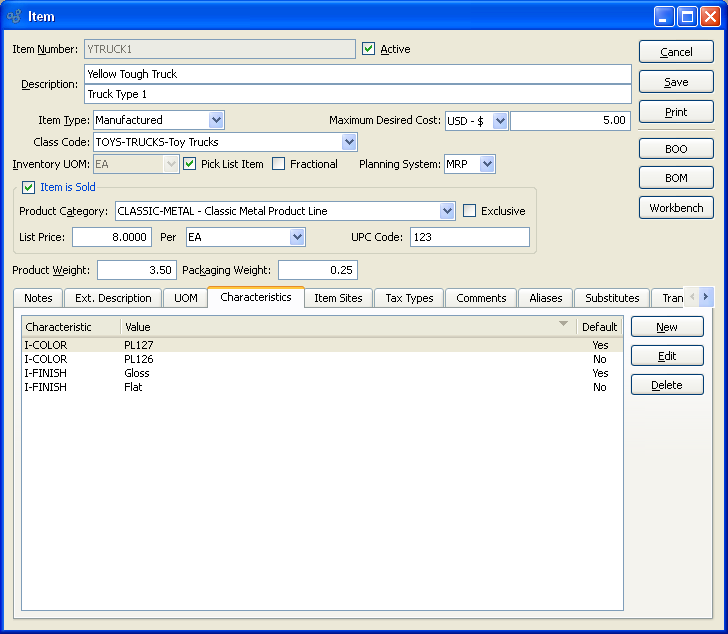 Item
Item Number: YTRUCK1 Active Cancel
Description: Yellow Tough Truck Save
Truck Type 1
Item Type: Manufactured Maximum Desired Cost: USD - $ 5.00 Print
Class Code: TOYS-TRUCKS-Toy Trucks BOO
Inventory UOM: EA Pick List Item Fractional Planning System: MRP
Item is Sold BOM
Product Category: CLASSIC-METAL - Classic Metal Product Line Exclusive Workbench
List Price: 8.0000 Per EA UPC Code: 123
Product Weight: 3.50 Packaging Weight: 0.25
Notes Ext. Description UOM Characteristics Item Sites Tax Types Comments Aliases Substitutes Tran
Characteristic Value Default New
I-COLOR PL127 Yes
I-COLOR PL126 No Edit
I-FINISH Gloss Yes
I-FINISH Flat No Delete